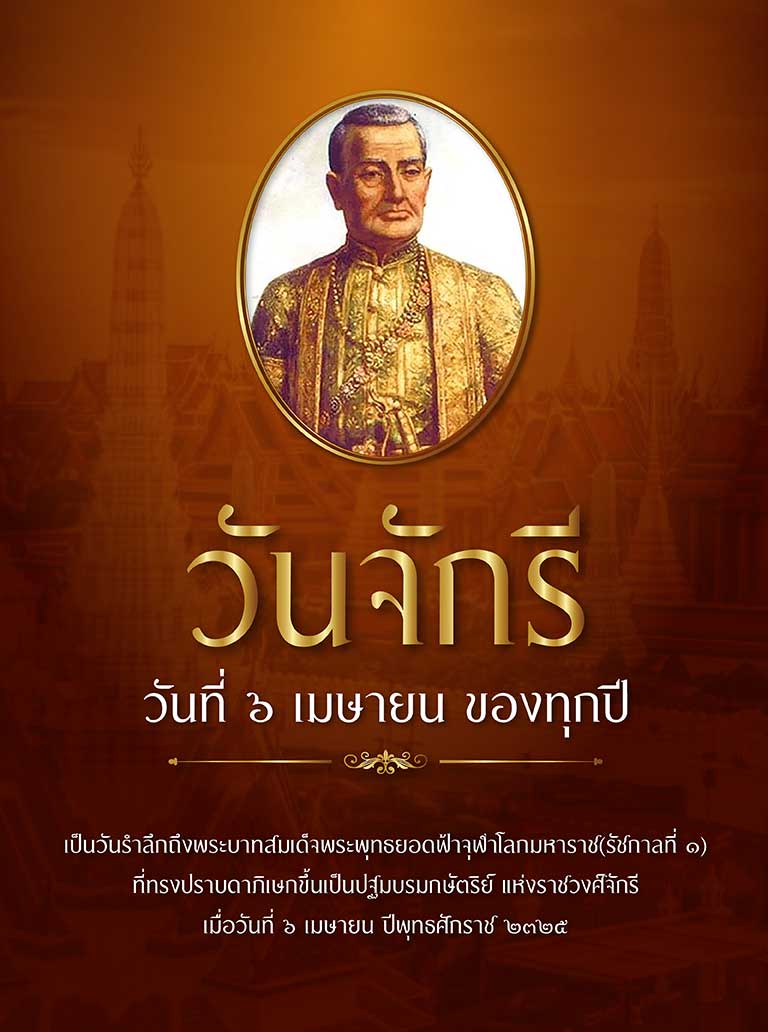 วันจักรี
วันที่ ๖ เมษายน ของทุกปี
เป็นวันรำลึกถึงพระบาทสมเด็จพระพุทธยอดฟ้าจุฬาโลกมหาราช(รัชกาลที่ ๑)
ที่ทรงปราบดาภิเษกขึ้นเป็นปฐมบรมกษัตริย์ แห่งราชวงศ์จักรี
เมื่อวันที่ ๖ เมษายน ปีพุทธศักราช ๒๓๒๕